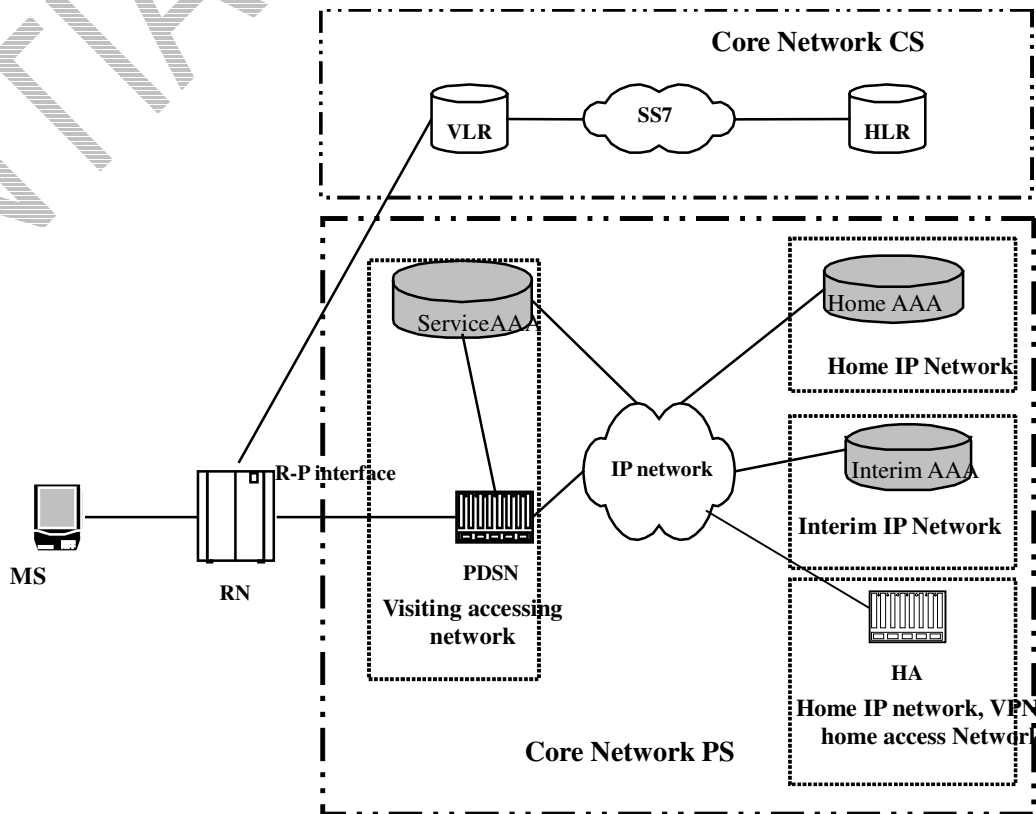 Core Network CS
VLR
SS7
HLR
ServiceAAA
Home AAA
Home IP Network
R-P interface
IP network
Interim AAA
Interim IP Network
MS
RN
PDSN
Visiting accessing
network
HA
Home IP network, VPN
home access Network
Core Network PS